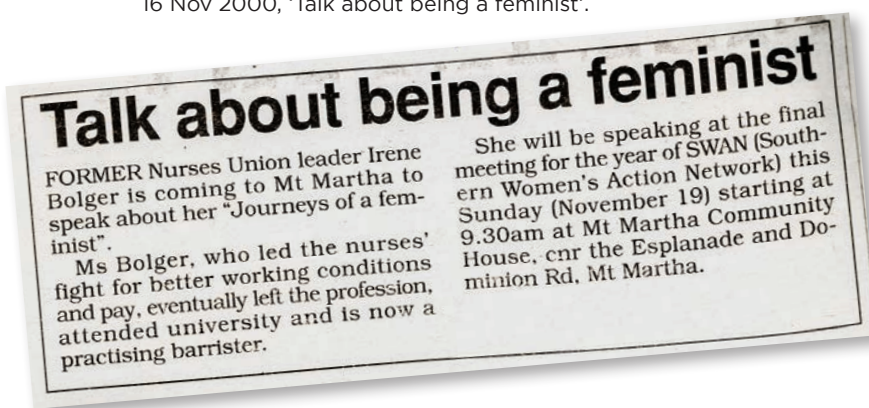 16 Nov 2000, 'Talk about being a feminist'.
Talk about being a feminist
FORMER Nurses Union leader Irene
Bolger is coming to Mt Martha to
speak about her "Journeys of a fem-
inist".
Ms Bolger, who led the nurses'
fight for better working conditions
and pay, eventually left the profession,
attended university and is now a
practising barrister.
She will be speaking at the final
meeting for the year of SWAN (South-
ern Women's Action Network) this
Sunday (November 19) starting at
9.30am at Mt Martha Community
House, cnr the Esplanade and Do-
minion Rd, Mt Martha.